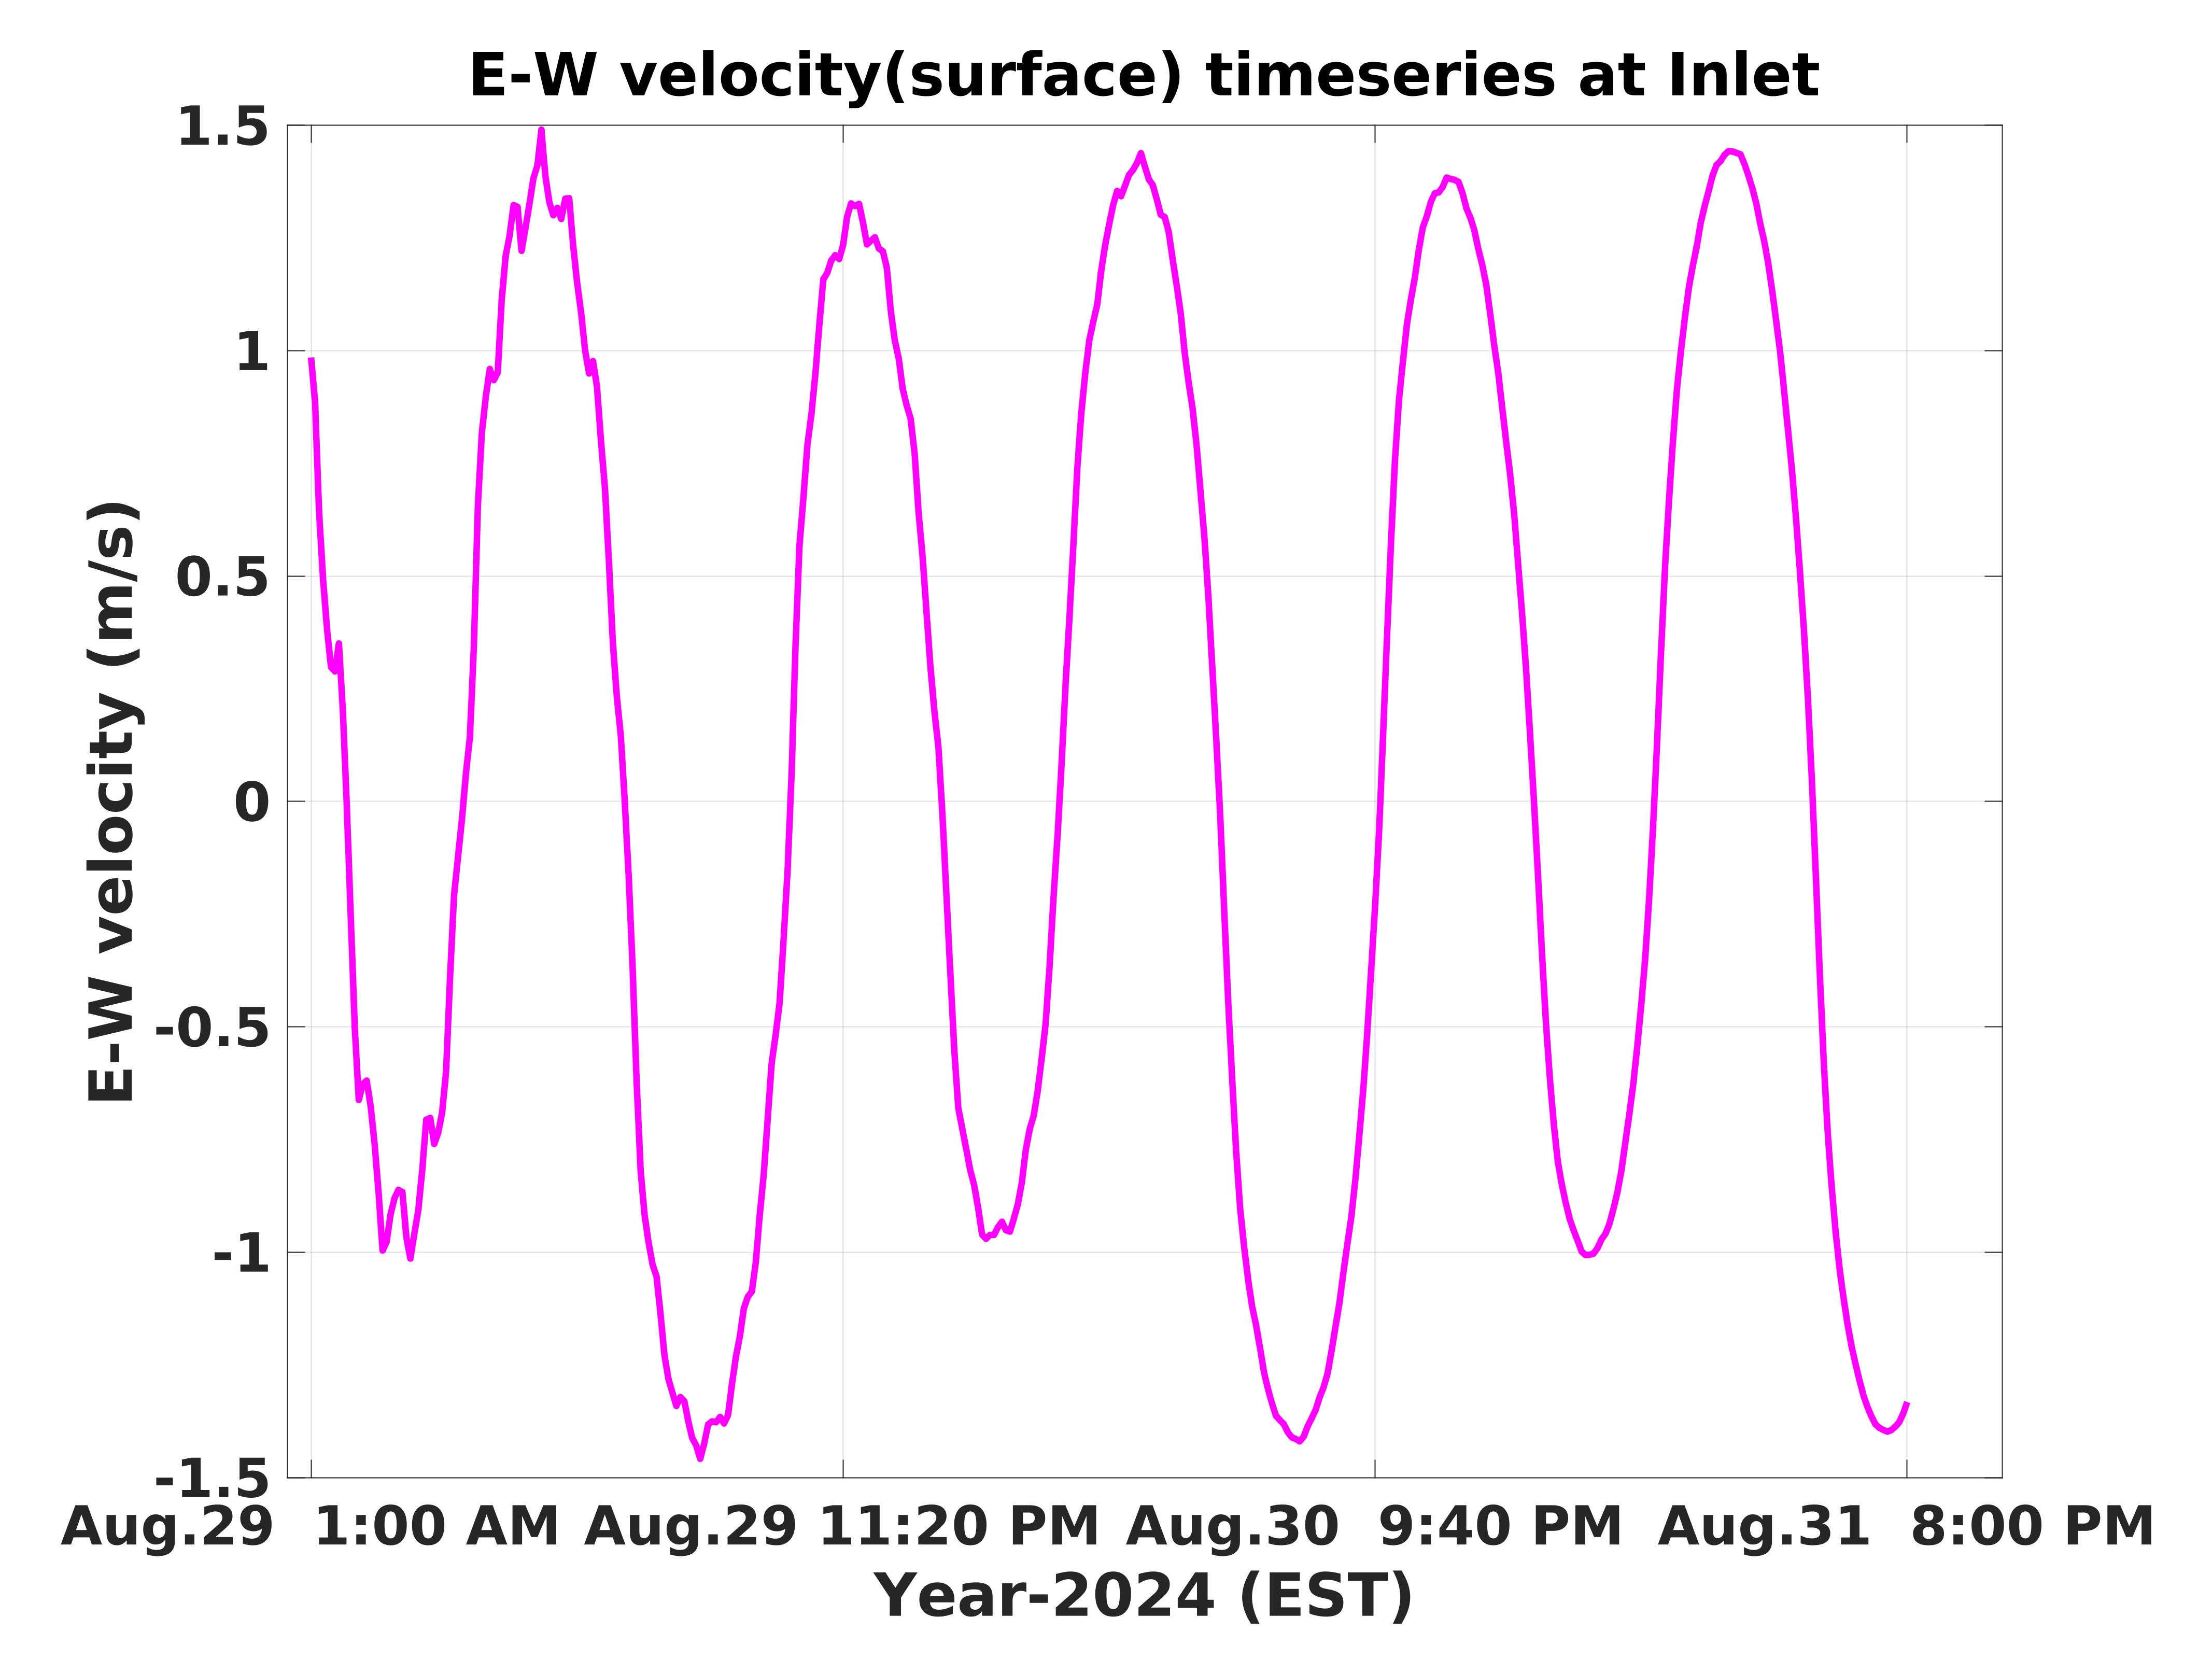 E-W velocity(surface) timeseries at Inlet
1.5
1
0.5
0
-0.5
-1
-1.5
E-W velocity (m/s)
Aug.29 1:00 AM Aug.29 11:20 PM Aug.30 9:40 PM Aug.31 8:00 PM
Year-2024 (EST)